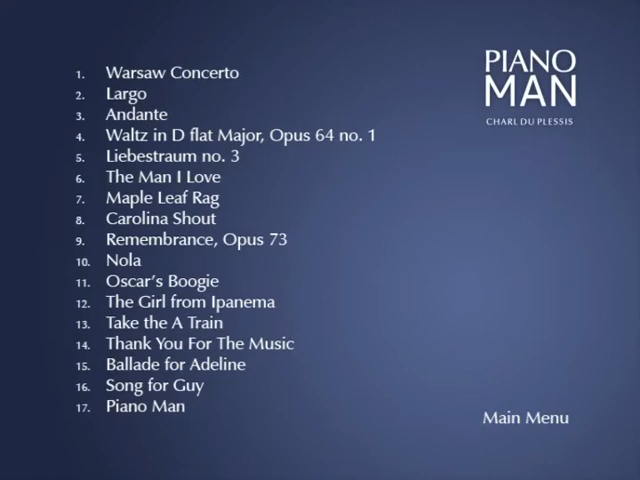 1. Warsaw Concerto
2. Largo
3. Andante
4. Waltz in D flat Major, Opus 64 no. 1
5. Liebestraum no. 3
6. The Man I Love
7. Maple Leaf Rag
8. Carolina Shout
9. Remembrance, Opus 73
10. Nola
11. Oscar's Boogie
12. The Girl from Ipanema
13. Take the A Train
14. Thank You For The Music
15. Ballade for Adeline
16. Song for Guy
17. Piano Man
PIANO
MAN
CHARL DU PLESSIS
Main Menu